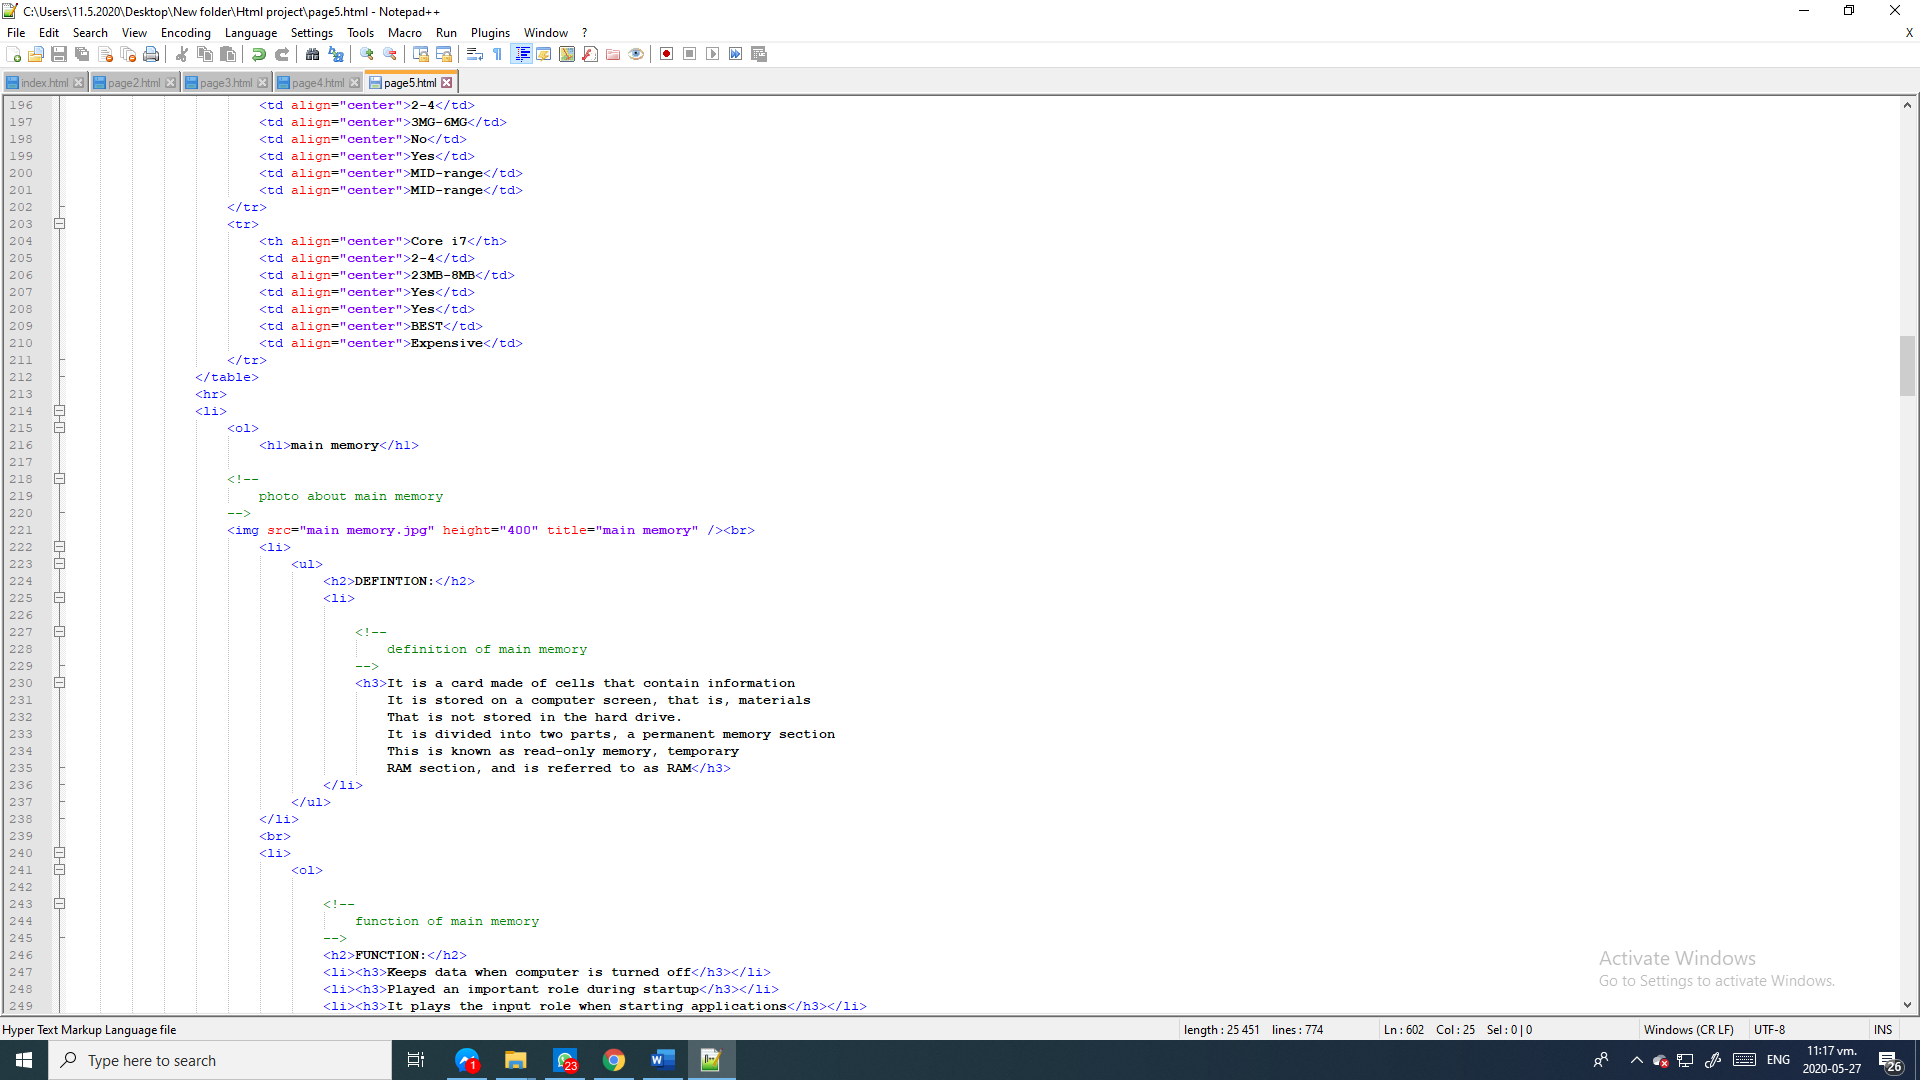 C:\Users\11.5.2020\Desktop\New folder\Html project\page5.html - Notepad++
File Edit Search View Encoding Language Settings Tools Macro Run Plugins Window ? X
index.html page2.html page3.html page4.html page5.html
196 <td align="center">2-4</td>
197 <td align="center">3MG-6MG</td>
198 <td align="center">No</td>
199 <td align="center">Yes</td>
200 <td align="center">MID-range</td>
201 <td align="center">MID-range</td>
202 </tr>
203 <tr>
204 <th align="center">Core i7</th>
205 <td align="center">2-4</td>
206 <td align="center">23MB-8MB</td>
207 <td align="center">Yes</td>
208 <td align="center">Yes</td>
209 <td align="center">BEST</td>
210 <td align="center">Expensive</td>
211 </tr>
212 </table>
213 <hr>
214 <li>
215 <ol>
216 <h1>main memory</h1>
217
218 <!--
219 photo about main memory
220 -->
221 <img src="main memory.jpg" height="400" title="main memory" /><br>
222 <li>
223 <ul>
224 <h2>DEFINTION:</h2>
225 <li>
226
227 <!--
228 definition of main memory
229 -->
230 <h3>It is a card made of cells that contain information
231 It is stored on a computer screen, that is, materials
232 That is not stored in the hard drive.
233 It is divided into two parts, a permanent memory section
234 This is known as read-only memory, temporary
235 RAM section, and is referred to as RAM</h3>
236 </li>
237 </ul>
238 </li>
239 <br>
240 <li>
241 <ol>
242
243 <!--
244 function of main memory
245 -->
246 <h2>FUNCTION:</h2>
247 <li><h3>Keeps data when computer is turned off</h3></li>
248 <li><h3>Played an important role during startup</h3></li>
249 <li><h3>It plays the input role when starting applications</h3></li>
Activate Windows
Go to Settings to activate Windows.
Hyper Text Markup Language file length : 25 451 lines : 774 Ln : 602 Col : 25 Sel : 0 | 0 Windows (CR LF) UTF-8 INS
Type here to search 1 23 W ENG 11:17 vm. 26
2020-05-27